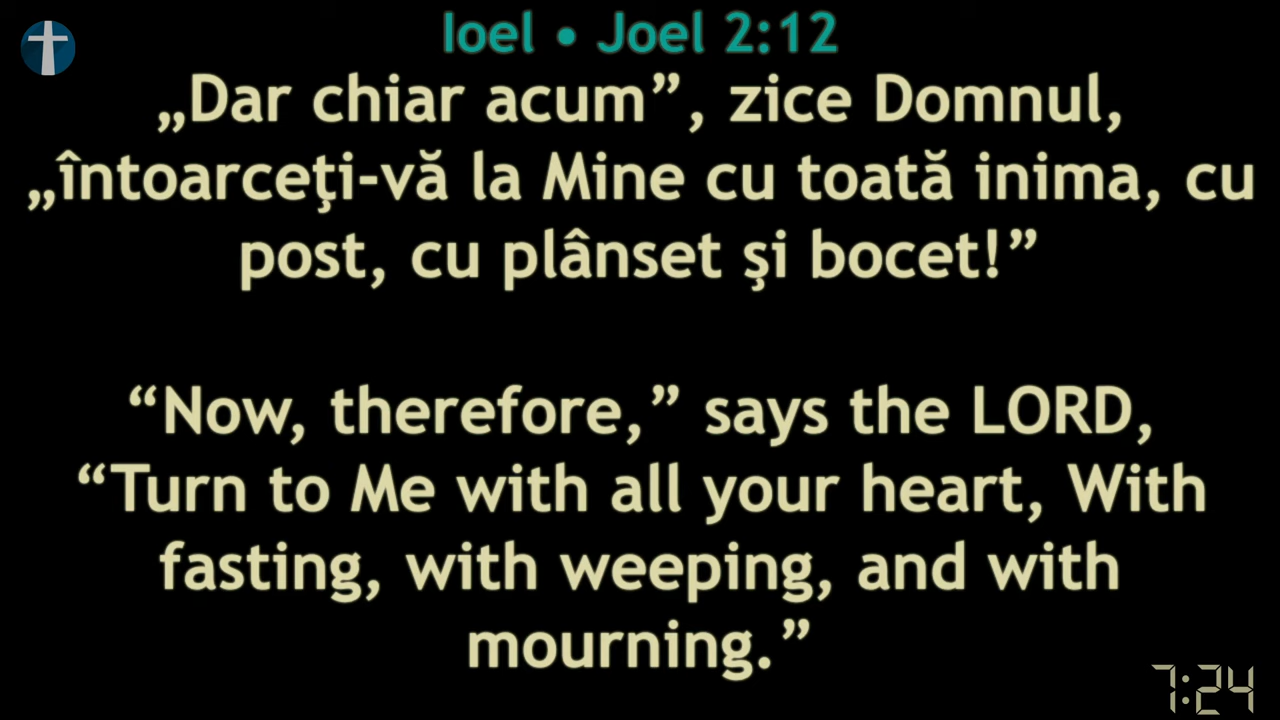 Ioel • Joel 2:12
„Dar chiar acum”, zice Domnul,
„întoarceţi-vă la Mine cu toată inima, cu
post, cu plânset şi bocet!”
“Now, therefore,” says the LORD,
“Turn to Me with all your heart, With
fasting, with weeping, and with
mourning.”
7:24